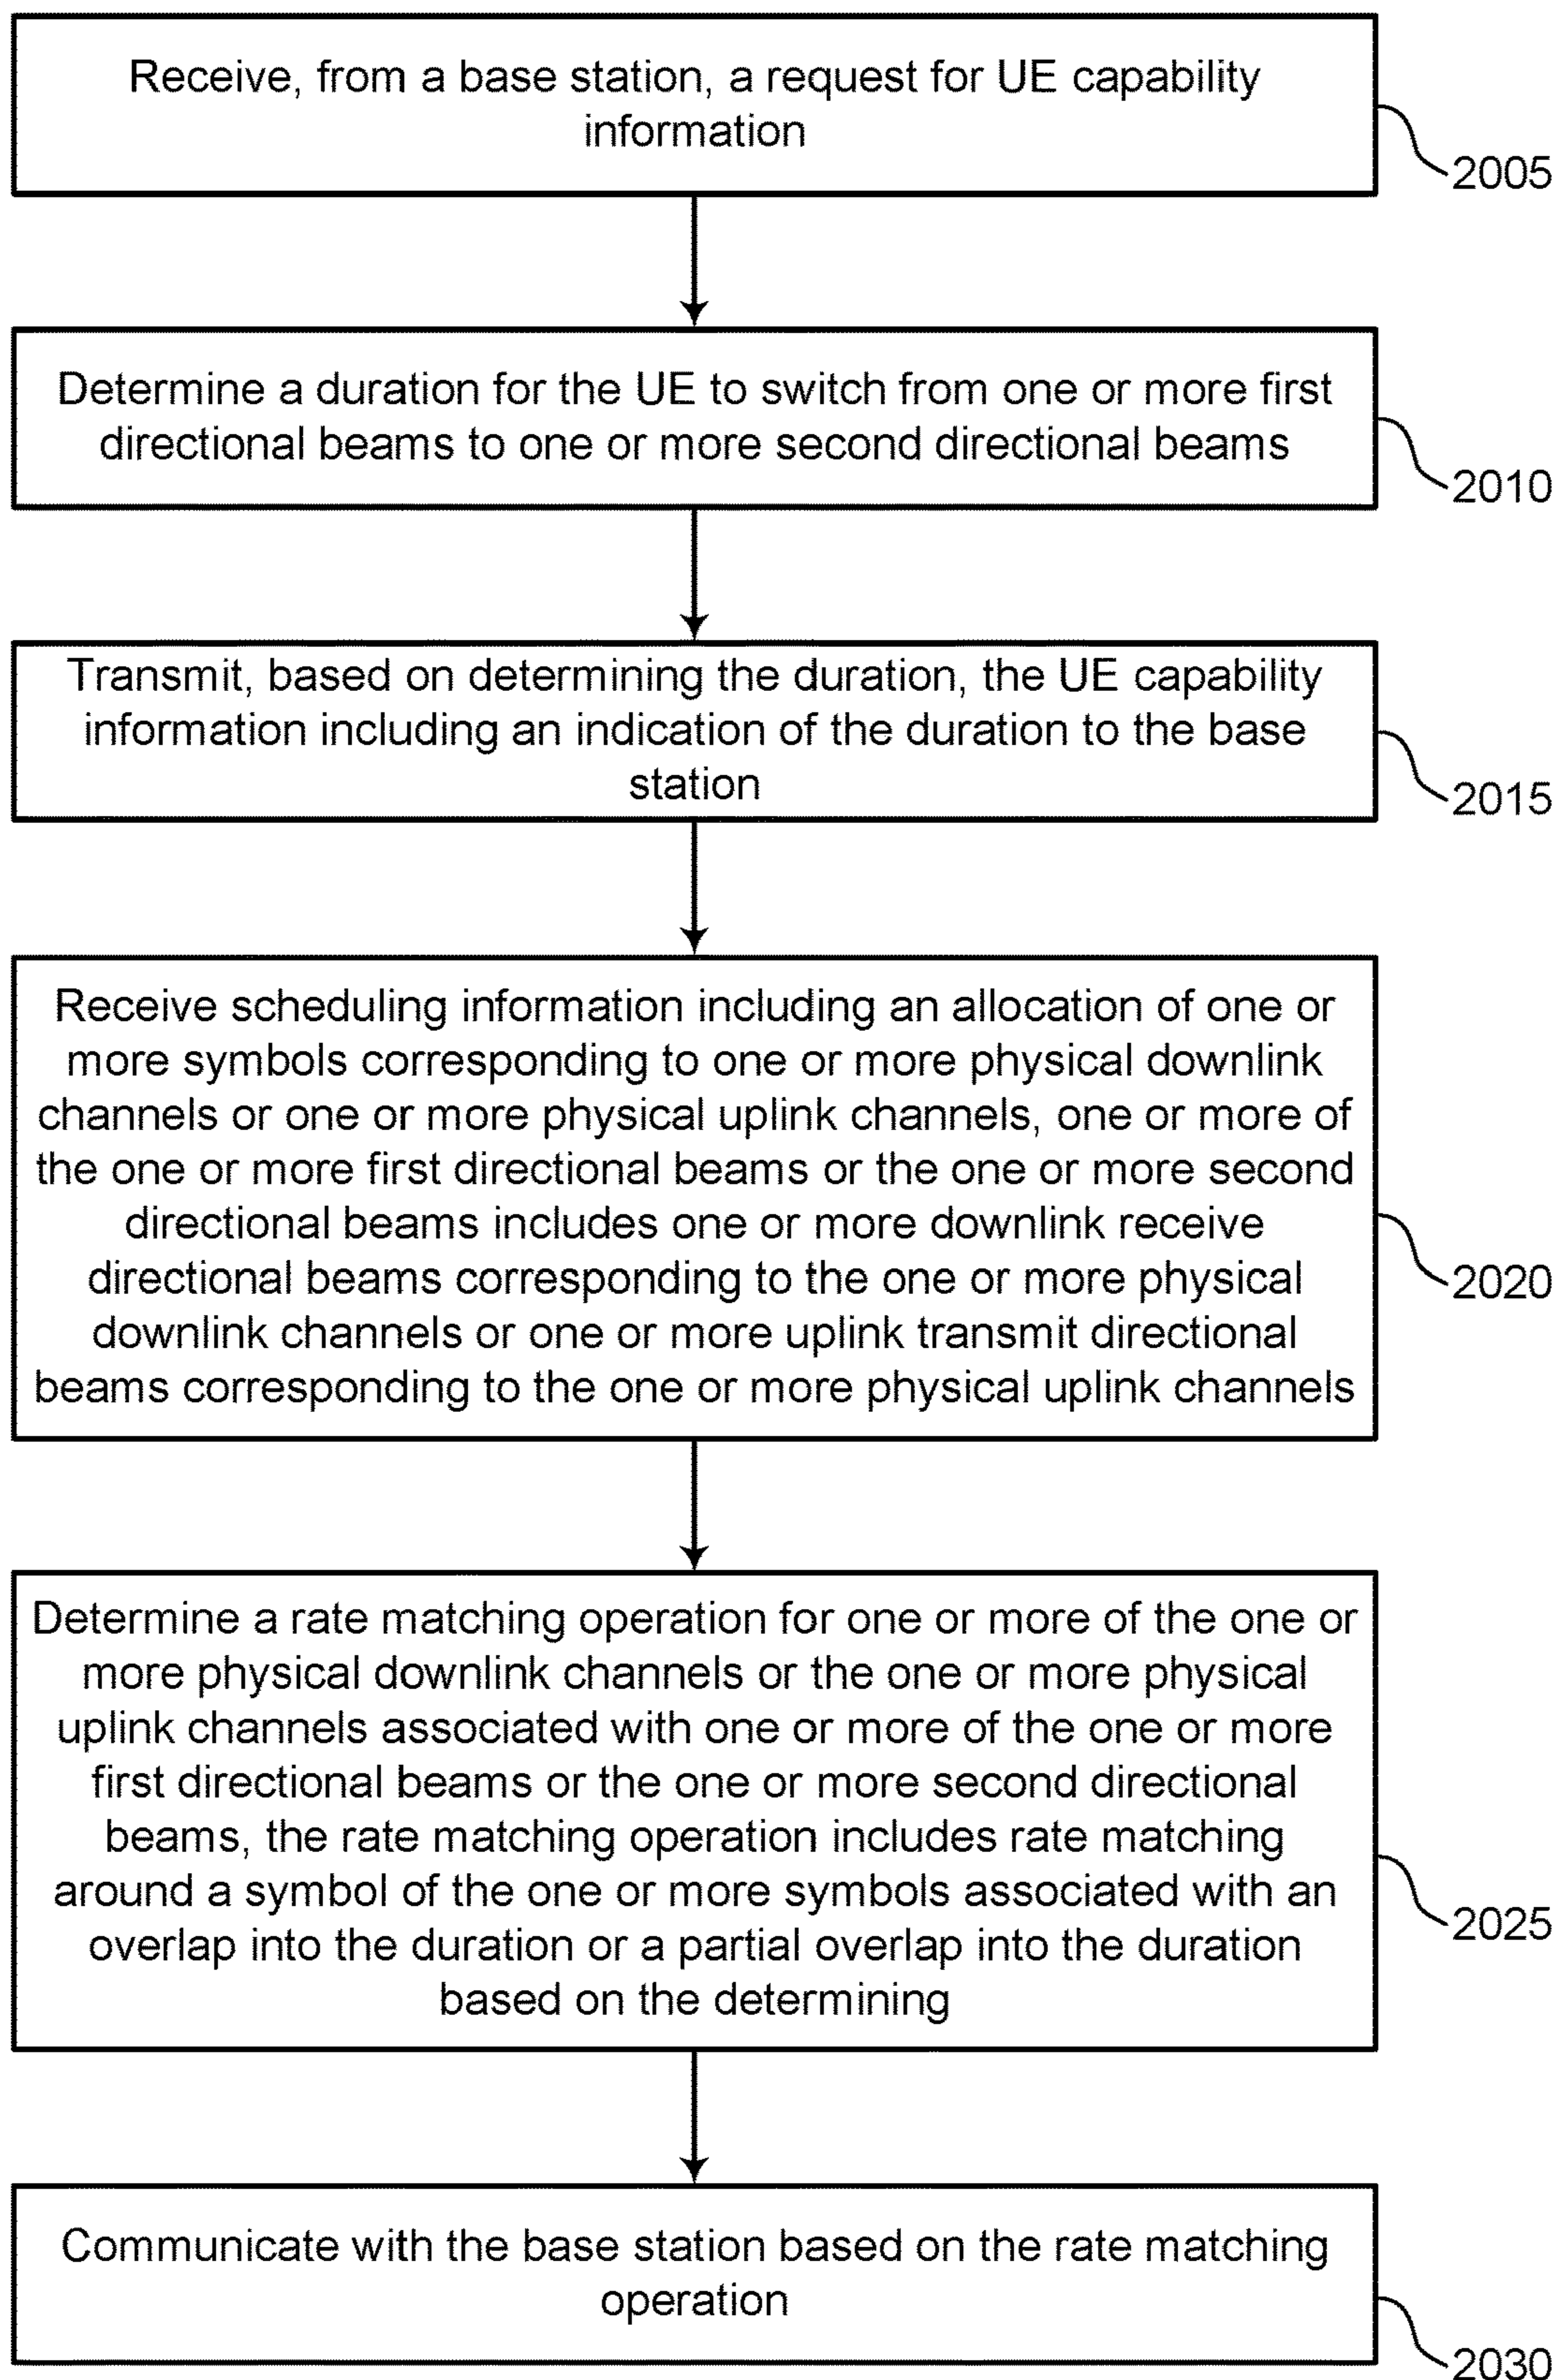 Receive, from a base station, a request for UE capability
information
2005
Determine a duration for the UE to switch from one or more first
directional beams to one or more second directional beams
2010
Transmit, based on determining the duration, the UE capability
information including an indication of the duration to the base
station
2015
Receive scheduling information including an allocation of one or
more symbols corresponding to one or more physical downlink
channels or one or more physical uplink channels, one or more of
the one or more first directional beams or the one or more second
directional beams includes one or more downlink receive
directional beams corresponding to the one or more physical
downlink channels or one or more uplink transmit directional
beams corresponding to the one or more physical uplink channels
2020
Determine a rate matching operation for one or more of the one or
more physical downlink channels or the one or more physical
uplink channels associated with one or more of the one or more
first directional beams or the one or more second directional
beams, the rate matching operation includes rate matching
around a symbol of the one or more symbols associated with an
overlap into the duration or a partial overlap into the duration
based on the determining
2025
Communicate with the base station based on the rate matching
operation
2030